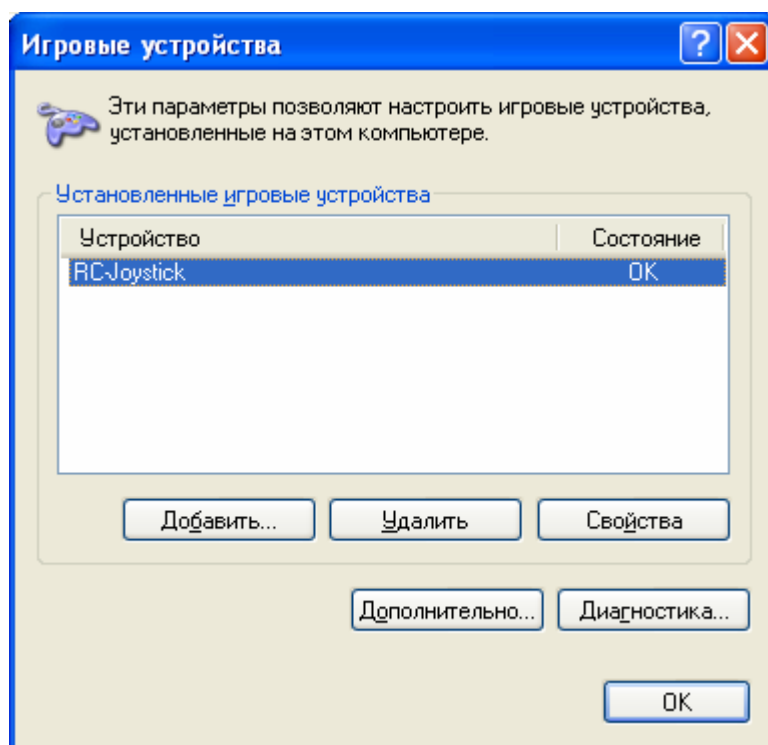 Игровые устройства
Эти параметры позволяют настроить игровые устройства,
установленные на этом компьютере.
Установленные игровые устройства
Устройство Состояние
RC-Joystick OK
Добавить... Удалить Свойства
Дополнительно... Диагностика...
OK